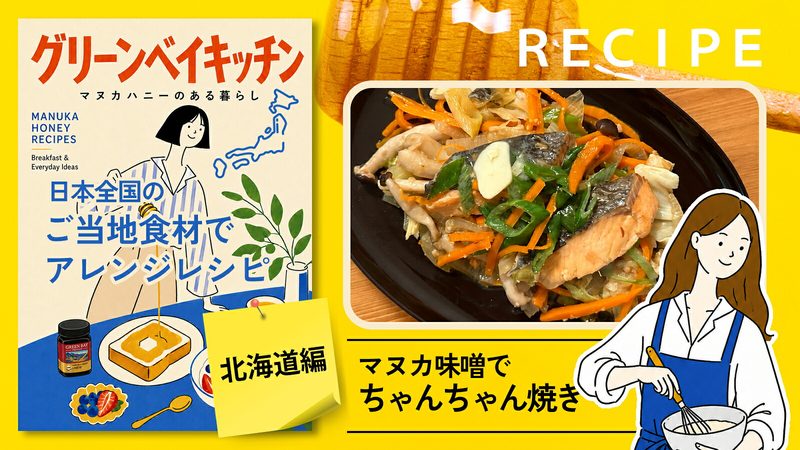 グリーンベイキッチン
マヌカハニーのある暮らし
MANUKA
HONEY
RECIPES
Breakfast &
Everyday Ideas
日本全国の
ご当地食材で
アレンジレシピ
GREEN BAY
北海道編
RECIPE
マヌカ味噌で
ちゃんちゃん焼き